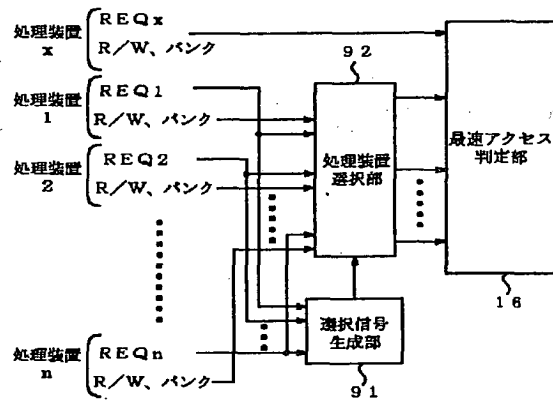 処理装置
x
REQx
R/W、バンク
処理装置
1
REQ1
R/W、バンク
処理装置
2
REQ2
R/W、バンク
処理装置
n
REQn
R/W、バンク
92
処理装置
選択部
選択信号
生成部
91
最速アクセス
判定部
16